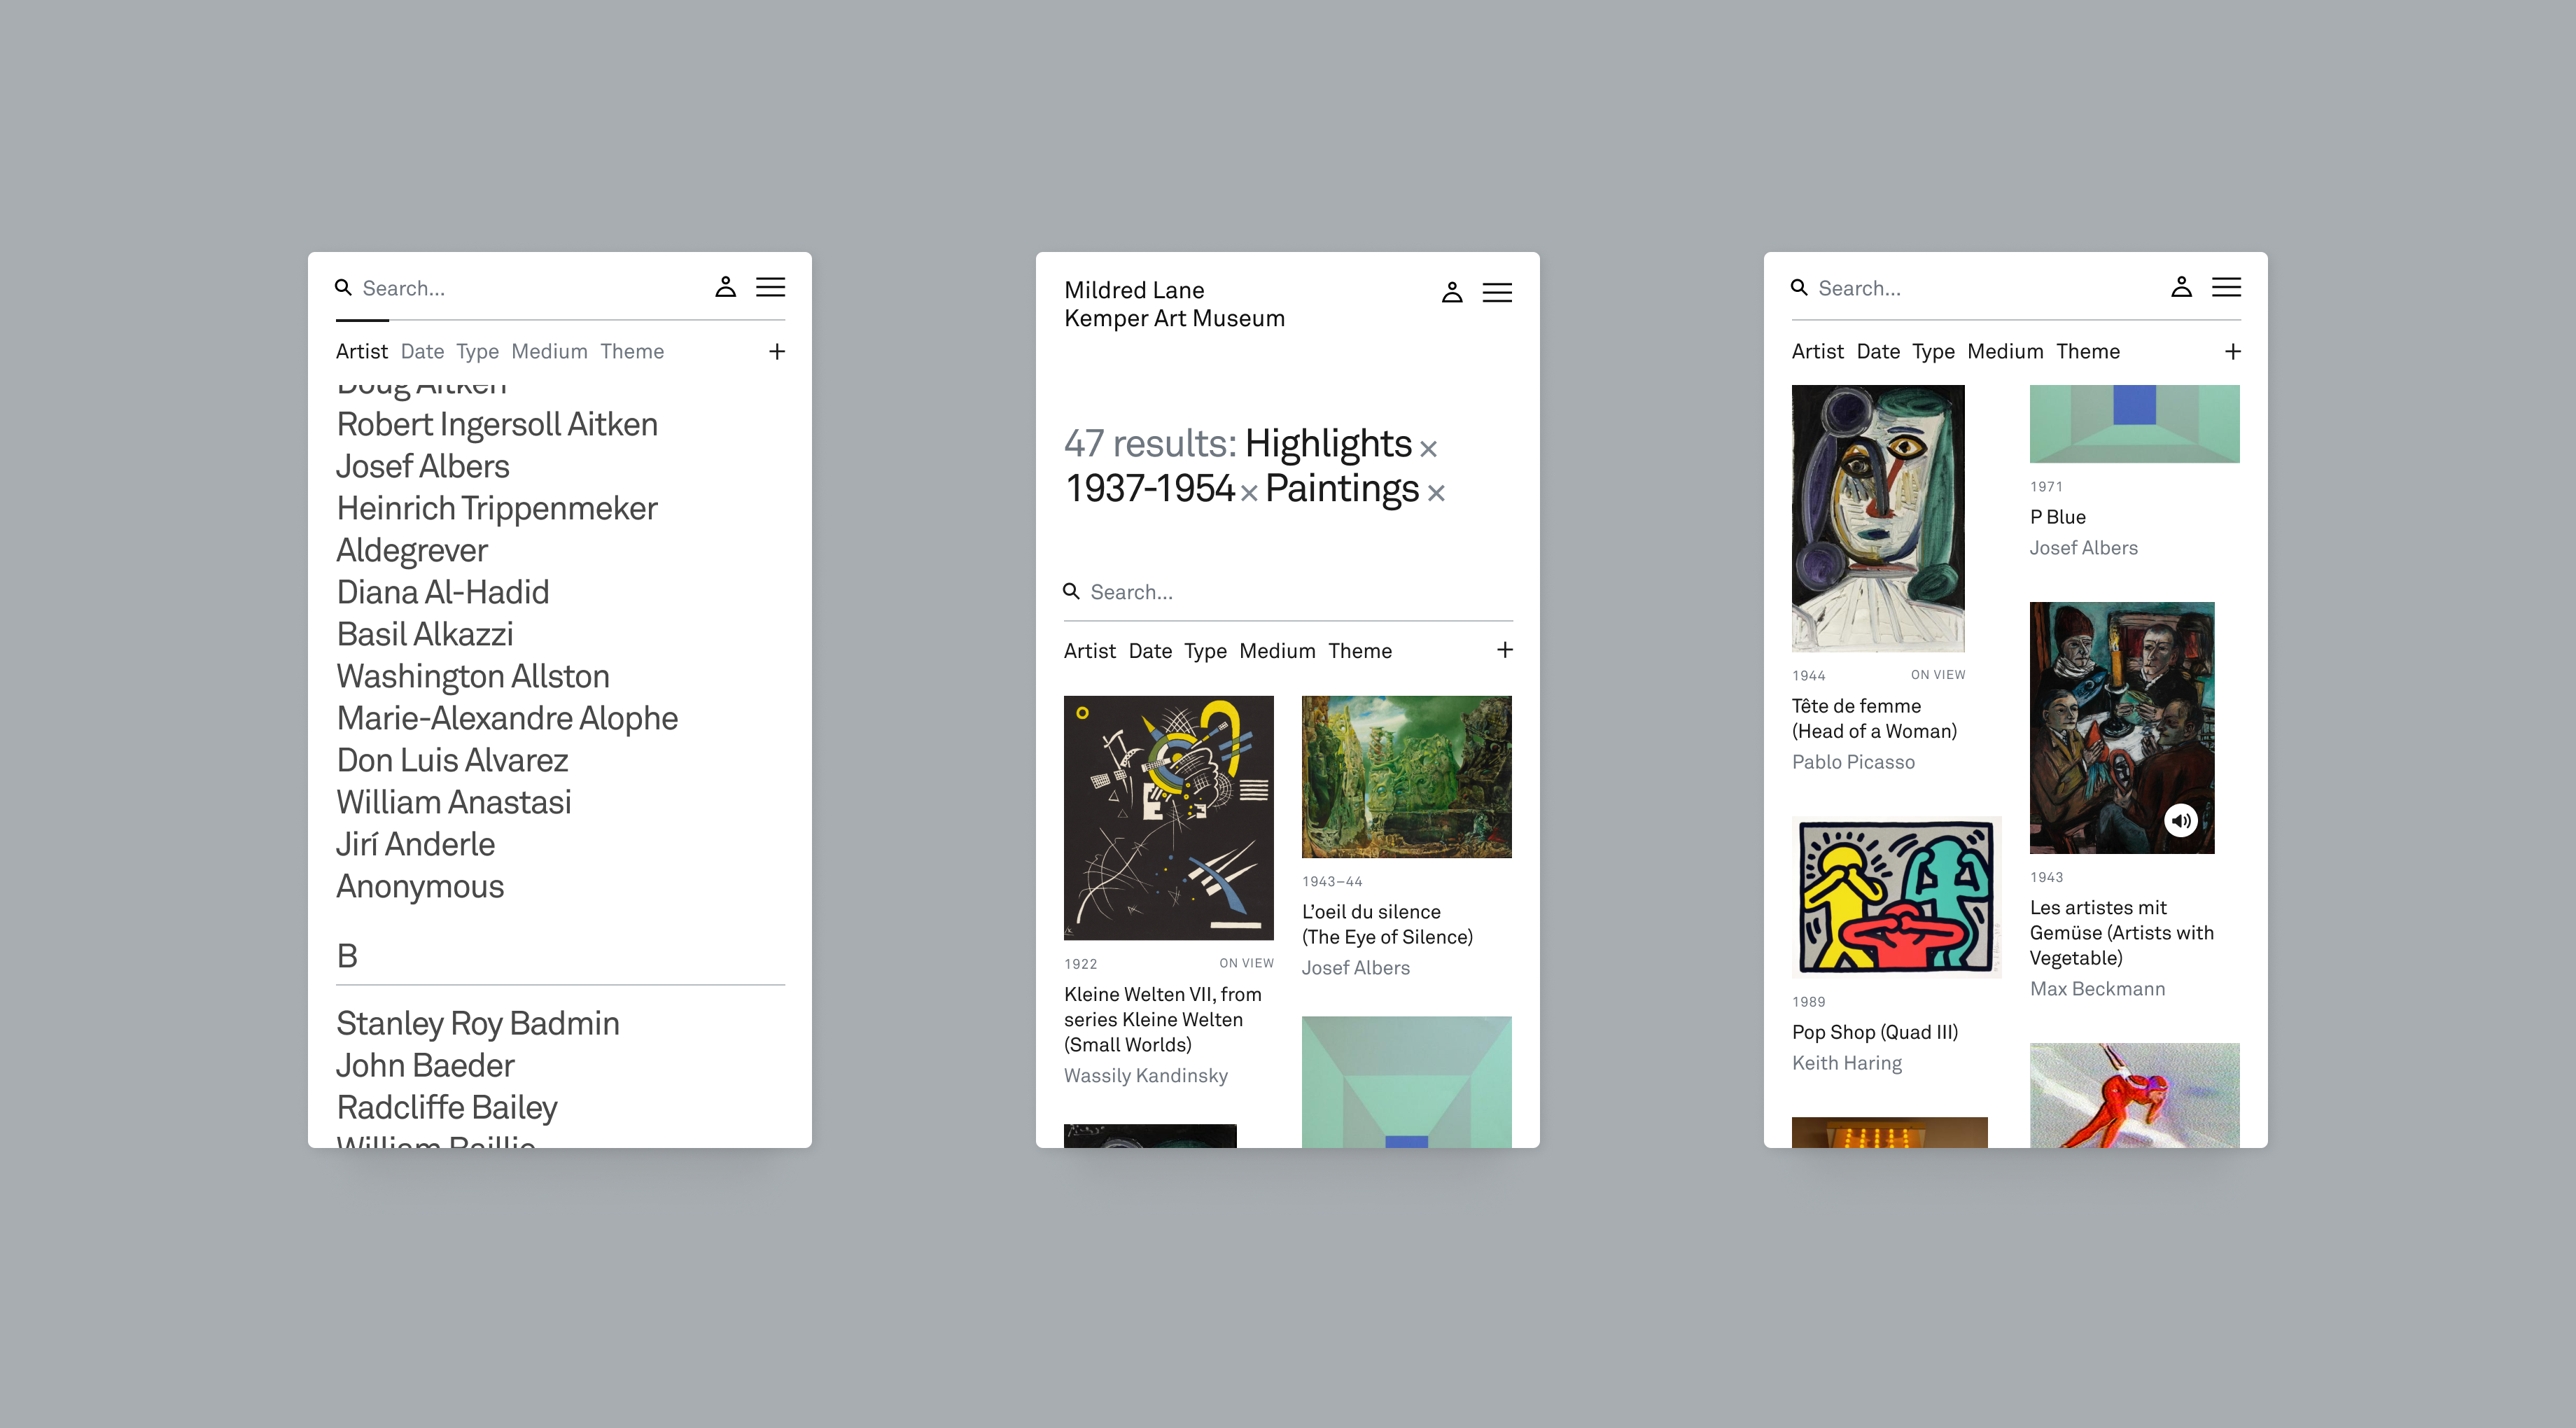 Search...
Artist Date Type Medium Theme +
Doug Aitken
Robert Ingersoll Aitken
Josef Albers
Heinrich Trippenmeker
Aldegrever
Diana Al-Hadid
Basil Alkazzi
Washington Allston
Marie-Alexandre Alophe
Don Luis Alvarez
William Anastasi
Jirí Anderle
Anonymous
B
Stanley Roy Badmin
John Baeder
Radcliffe Bailey
William Baillie
Mildred Lane
Kemper Art Museum
47 results: Highlights ×
1937-1954 × Paintings ×
Search...
Artist Date Type Medium Theme +
1922 ON VIEW
Kleine Welten VII, from
series Kleine Welten
(Small Worlds)
Wassily Kandinsky
1943–44
L’oeil du silence
(The Eye of Silence)
Josef Albers
Search...
Artist Date Type Medium Theme +
1944 ON VIEW
Tête de femme
(Head of a Woman)
Pablo Picasso
1989
Pop Shop (Quad III)
Keith Haring
1971
P Blue
Josef Albers
1943
Les artistes mit
Gemüse (Artists with
Vegetable)
Max Beckmann